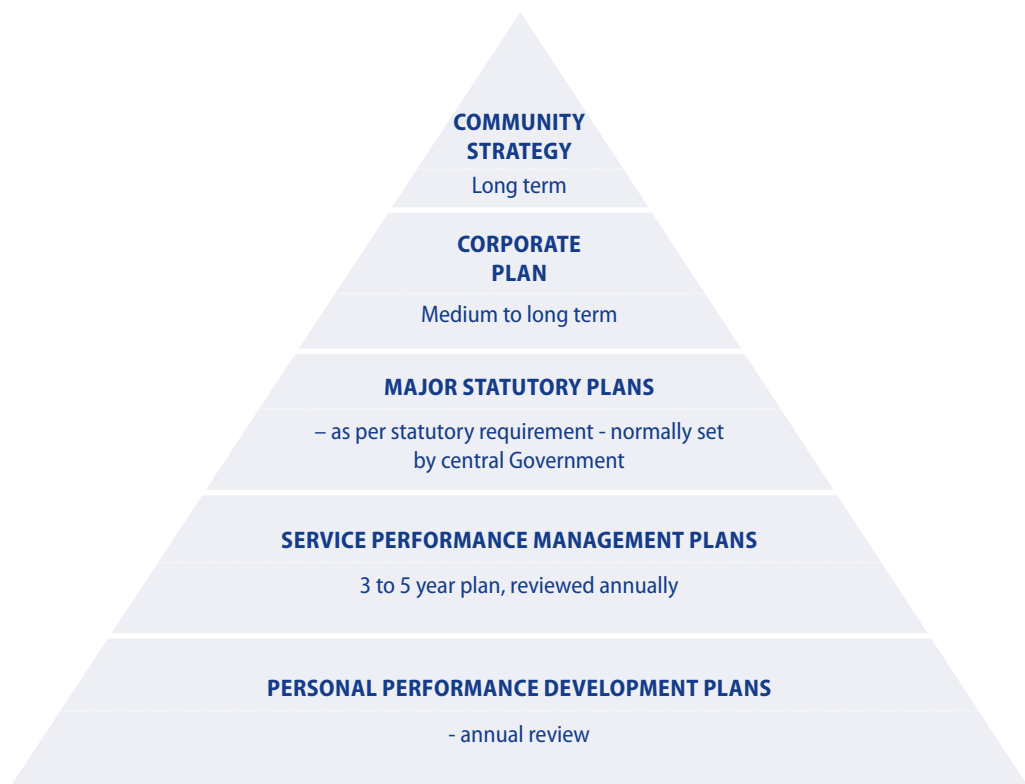 COMMUNITY
STRATEGY
Long term
CORPORATE
PLAN
Medium to long term
MAJOR STATUTORY PLANS
– as per statutory requirement - normally set
by central Government
SERVICE PERFORMANCE MANAGEMENT PLANS
3 to 5 year plan, reviewed annually
PERSONAL PERFORMANCE DEVELOPMENT PLANS
- annual review